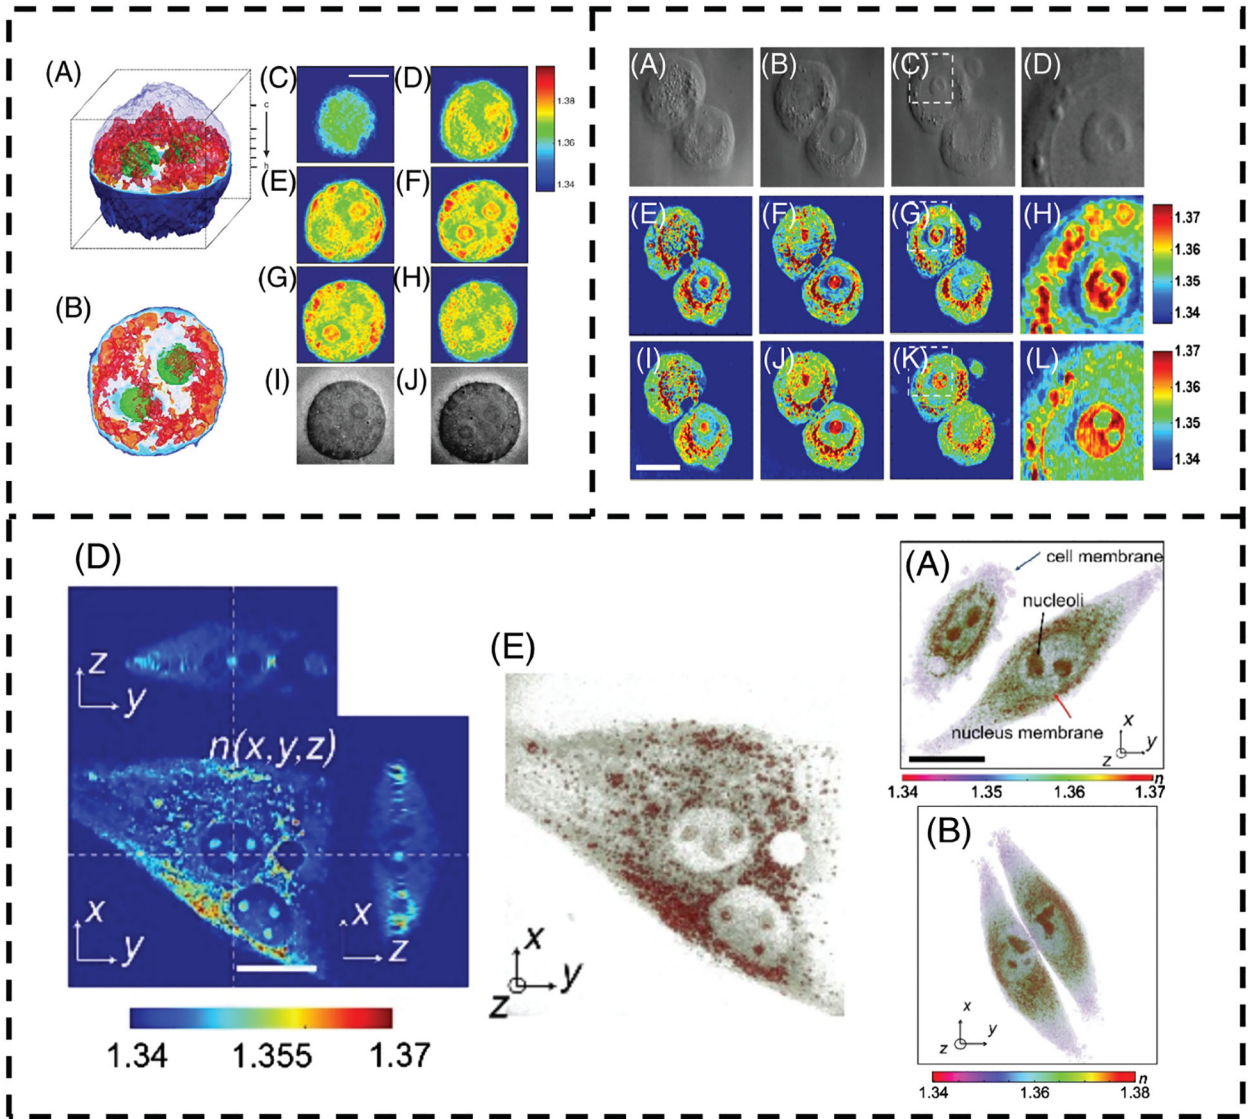 (A)
c
h
(B)
(C)
(D)
1.38
1.36
1.34
(E)
(F)
(G)
(H)
(I)
(J)
(A)
(B)
(C)
(D)
(E)
(F)
(G)
(H)
1.37
1.36
1.35
1.34
(I)
(J)
(K)
(L)
1.37
1.36
1.35
1.34
(D)
z
y
n(x,y,z)
x
y
x
z
1.34
1.355
1.37
(E)
x
y
z
(A)
cell membrane
nucleoli
nucleus membrane
x
y
z
n
1.34
1.35
1.36
1.37
(B)
x
y
z
n
1.34
1.36
1.36
1.38